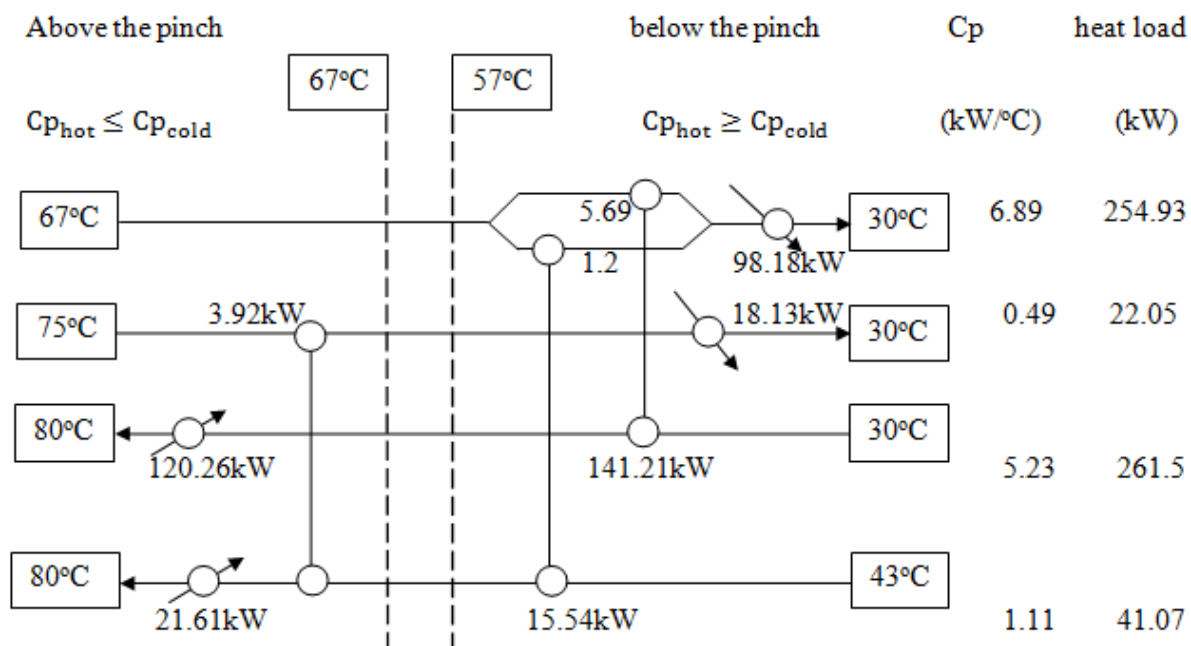 Above the pinch below the pinch Cp heat load
67°C 57°C
Cp_hot ≤ Cp_cold Cp_hot ≥ Cp_cold (kW/°C) (kW)
67°C 5.69 30°C 6.89 254.93
1.2 98.18kW
75°C 3.92kW 18.13kW 30°C 0.49 22.05
80°C 30°C
120.26kW 141.21kW 5.23 261.5
80°C 43°C
21.61kW 15.54kW 1.11 41.07